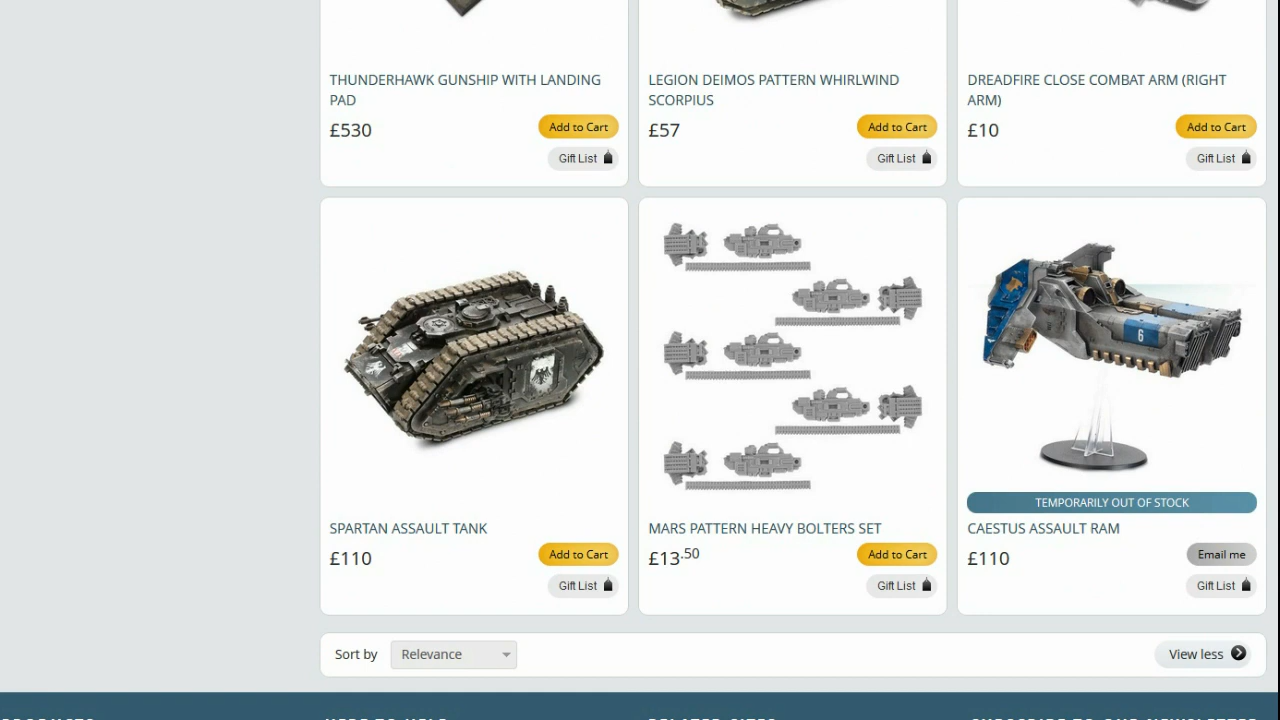 THUNDERHAWK GUNSHIP WITH LANDING
PAD
£530
Add to Cart
Gift List
LEGION DEIMOS PATTERN WHIRLWIND
SCORPIUS
£57
Add to Cart
Gift List
DREADFIRE CLOSE COMBAT ARM (RIGHT
ARM)
£10
Add to Cart
Gift List
SPARTAN ASSAULT TANK
£110
Add to Cart
Gift List
MARS PATTERN HEAVY BOLTERS SET
£13.50
Add to Cart
Gift List
6
TEMPORARILY OUT OF STOCK
CAESTUS ASSAULT RAM
£110
Email me
Gift List
Sort by
Relevance
View less